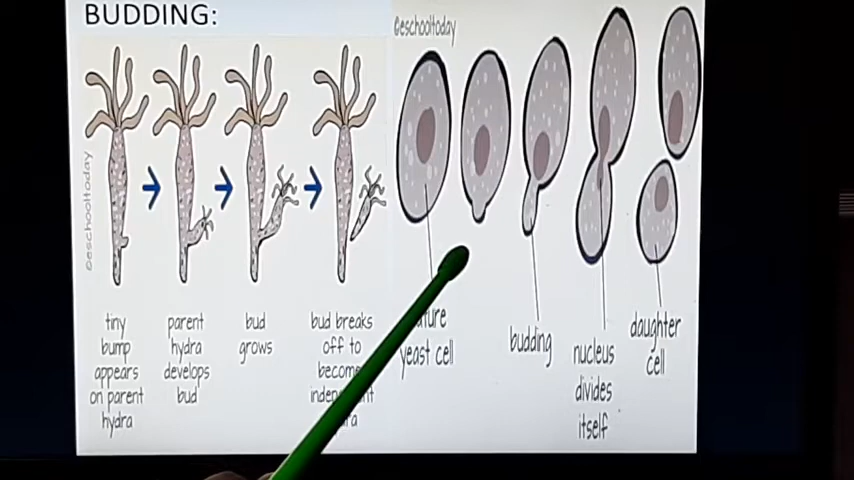 BUDDING:
©eschooltoday
©eschooltoday
tiny
bump
appears
on parent
hydra
parent
hydra
develops
bud
bud
grows
bud breaks
off to
become
yeast cell
budding
nucleus
divides
itself
daughter
cell